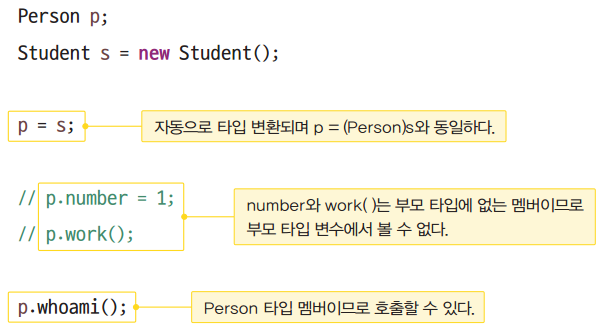 Person p;
Student s = new Student();
p = s;
자동으로 타입 변환되며 p = (Person)s와 동일하다.
// p.number = 1;
// p.work();
number와 work( )는 부모 타입에 없는 멤버이므로
부모 타입 변수에서 볼 수 없다.
p.whoami();
Person 타입 멤버이므로 호출할 수 있다.